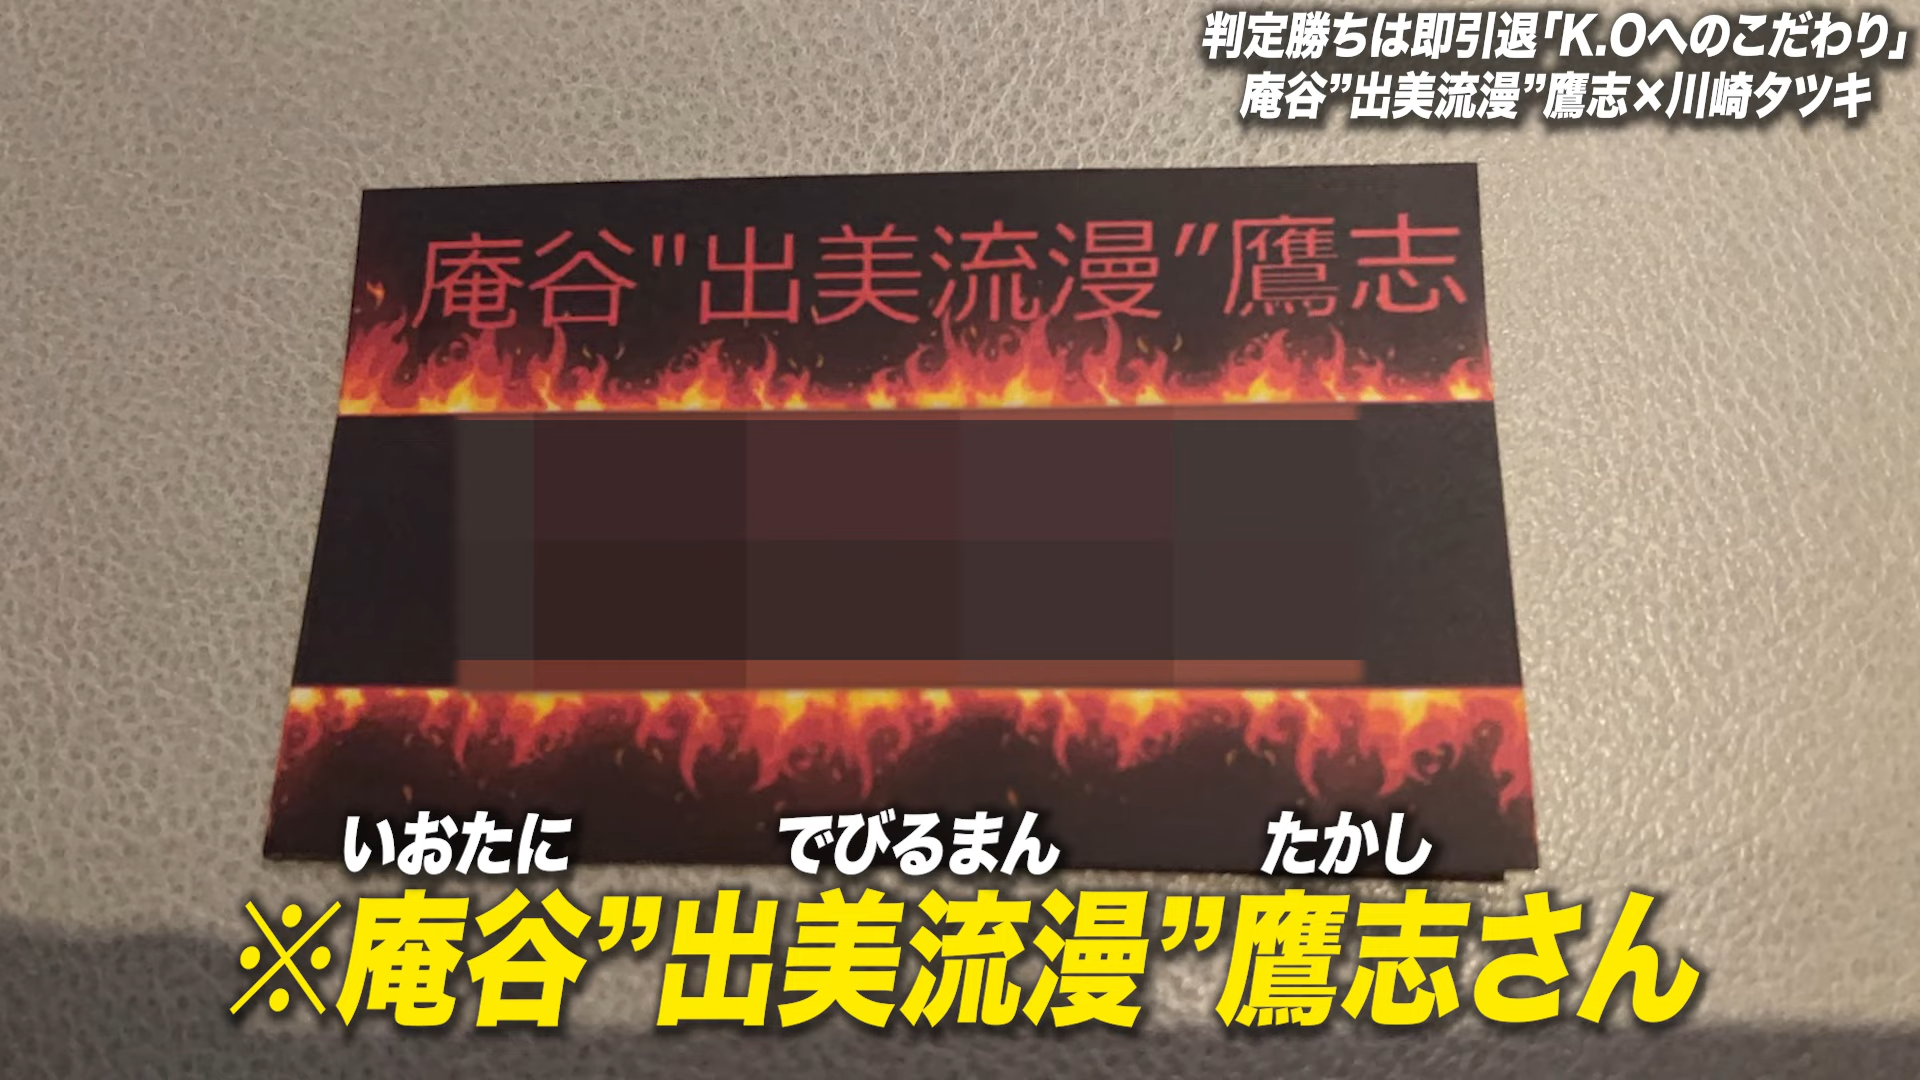 判定勝ちは即引退「K.Oへのこだわり」
庵谷”出美流漫”鷹志×川崎タツキ
庵�"出美流漫”鷹志
いおたに でびるまん たかし
※庵谷”出美流漫”鷹志さん